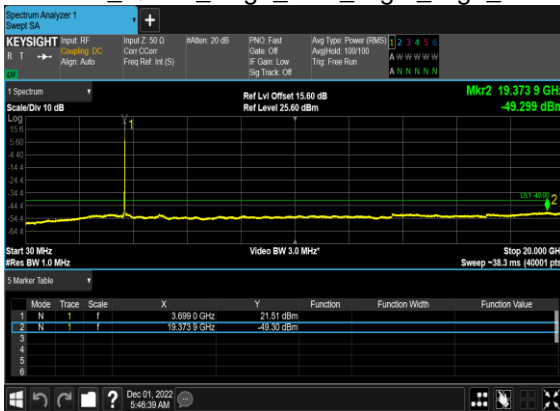 Spectrum Analyzer 1
Swept SA
KEYSIGHT Input: RF Input Z: 50 Ω #Atten: 20 dB PNO: Fast Avg Type: Power (RMS) 1 2 3 4 5 6
R T Coupling: DC Corr CCorr Gate: Off Avg|Hold: 100/100 A W W W W W
Align: Auto Freq Ref: Int (S) IF Gain: Low Trig: Free Run
Sig Track: Off A N N N N N
1 Spectrum Ref Lvl Offset 15.60 dB Mkr2 19.373 9 GHz
Scale/Div 10 dB Ref Level 25.60 dBm -49.299 dBm
Log
15.6
5.60
-4.40
-14.4
-24.4
-34.4
-44.4
-54.4
-64.4
1
DL1 -40.00
2
Start 30 MHz Video BW 3.0 MHz* Stop 20.000 GHz
#Res BW 1.0 MHz Sweep ~38.3 ms (40001 pts)
5 Marker Table
Mode Trace Scale X Y Function Function Width Function Value
1 N 1 f 3.699 0 GHz 21.51 dBm
2 N 1 f 19.373 9 GHz -49.30 dBm
3
4
5
6
? Dec 01, 2022
5:46:39 AM